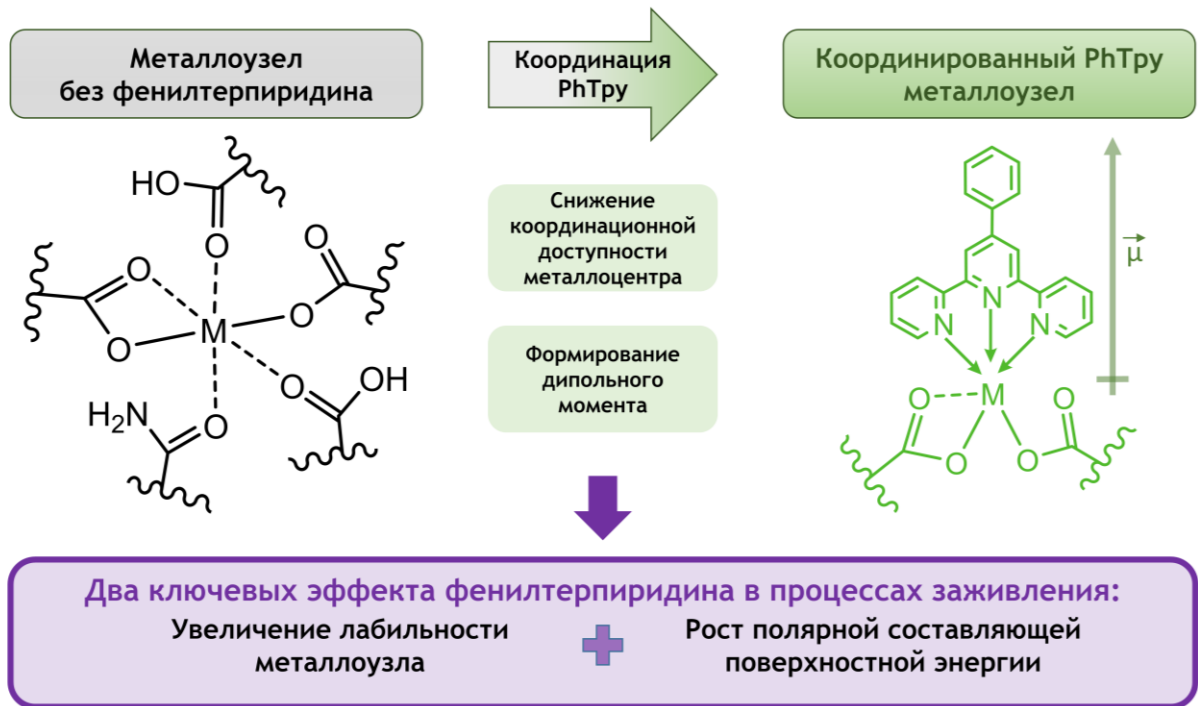 Металлоузел
без фенилтерпиридина
Координация
PhTpy
Координированный PhTpy
металлоузел
HO
O
O
O
O
O
M
O
O
OH
H₂N
O
Снижение
координационной
доступности
металлоцентра
Формирование
дипольного
момента
N
N
N
M
O
O
O
O
μ
Два ключевых эффекта фенилтерпиридина в процессах заживления:
Увеличение лабильности
металлоузла
Рост полярной составляющей
поверхностной энергии